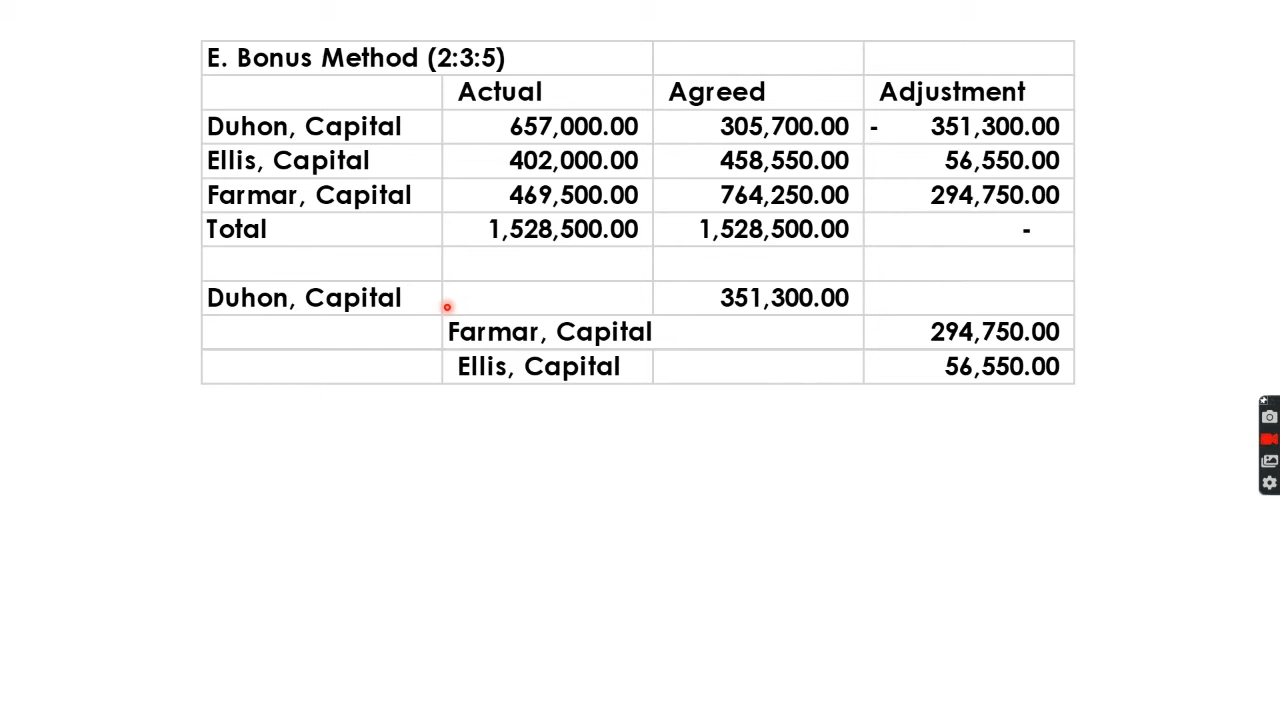 E. Bonus Method (2:3:5)
Actual Agreed Adjustment
Duhon, Capital 657,000.00 305,700.00 - 351,300.00
Ellis, Capital 402,000.00 458,550.00 56,550.00
Farmar, Capital 469,500.00 764,250.00 294,750.00
Total 1,528,500.00 1,528,500.00 -
Duhon, Capital 351,300.00
Farmar, Capital 294,750.00
Ellis, Capital 56,550.00